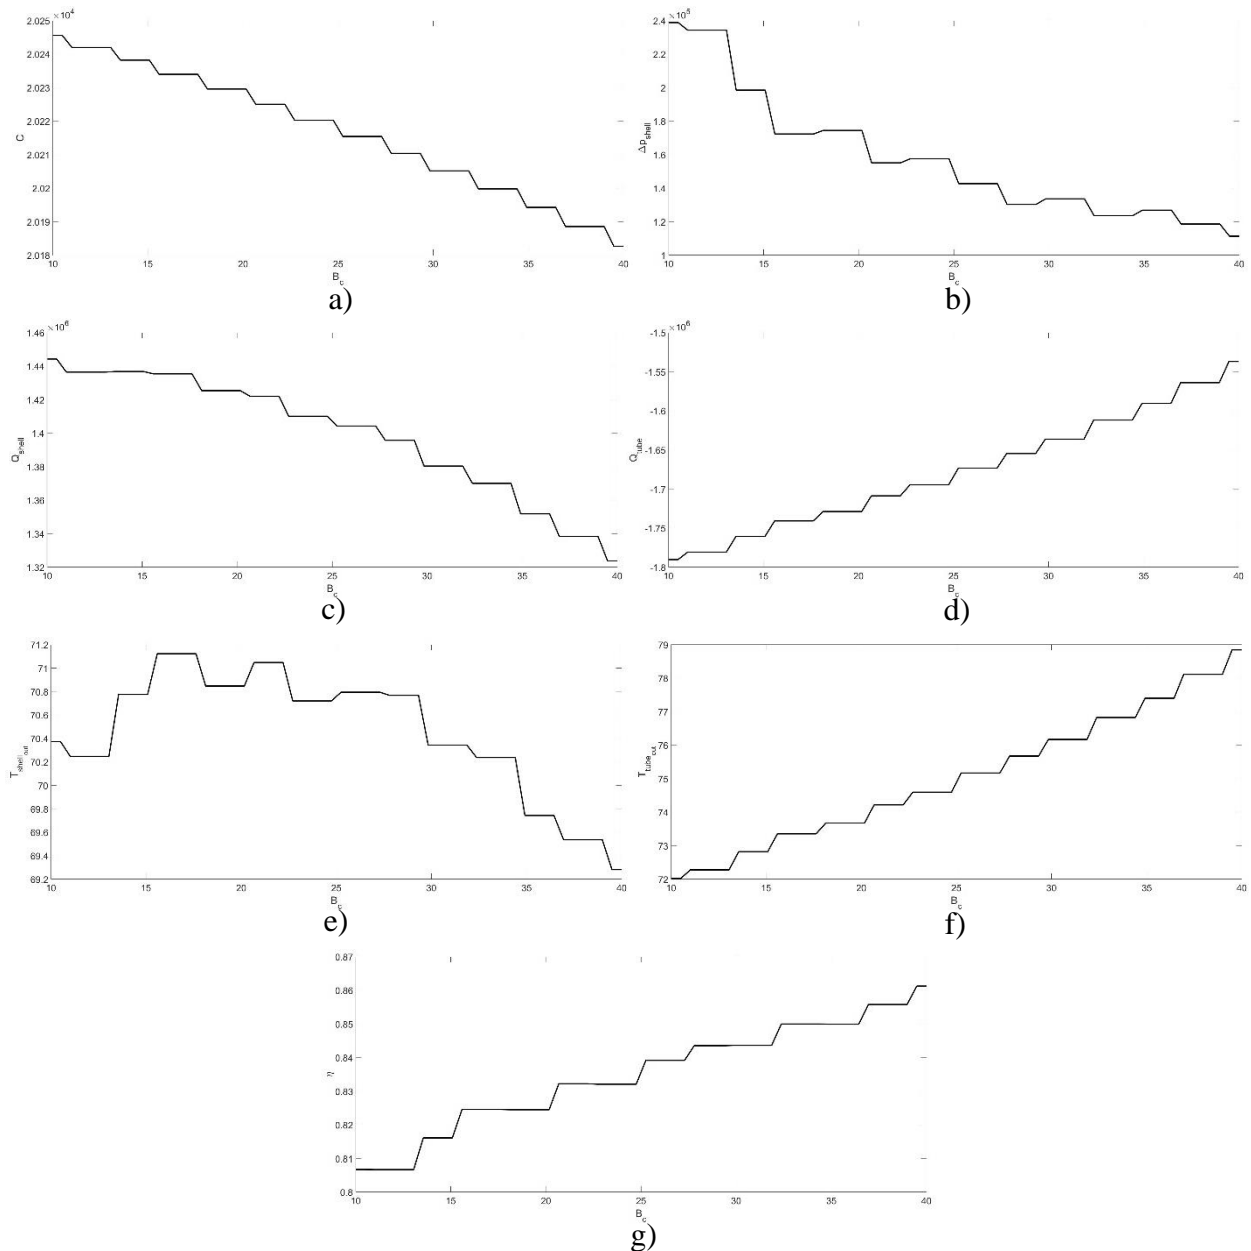 ×10⁴
2.025
2.024
2.023
2.022
2.021
2.02
2.019
2.018
C
10 15 20 25 30 35 40
B_c
a)
×10⁵
2.4
2.2
2
1.8
1.6
1.4
1.2
1
Δp_shell
10 15 20 25 30 35 40
B_c
b)
×10⁶
1.46
1.44
1.42
1.4
1.38
1.36
1.34
1.32
Q_shell
10 15 20 25 30 35 40
B_c
c)
×10⁶
-1.5
-1.55
-1.6
-1.65
-1.7
-1.75
-1.8
Q_tube
10 15 20 25 30 35 40
B_c
d)
71.2
71
70.8
70.6
70.4
70.2
70
69.8
69.6
69.4
69.2
T_shell_out
10 15 20 25 30 35 40
B_c
e)
79
78
77
76
75
74
73
72
T_tube_out
10 15 20 25 30 35 40
B_c
f)
0.87
0.86
0.85
0.84
0.83
0.82
0.81
0.8
η
10 15 20 25 30 35 40
B_c
g)